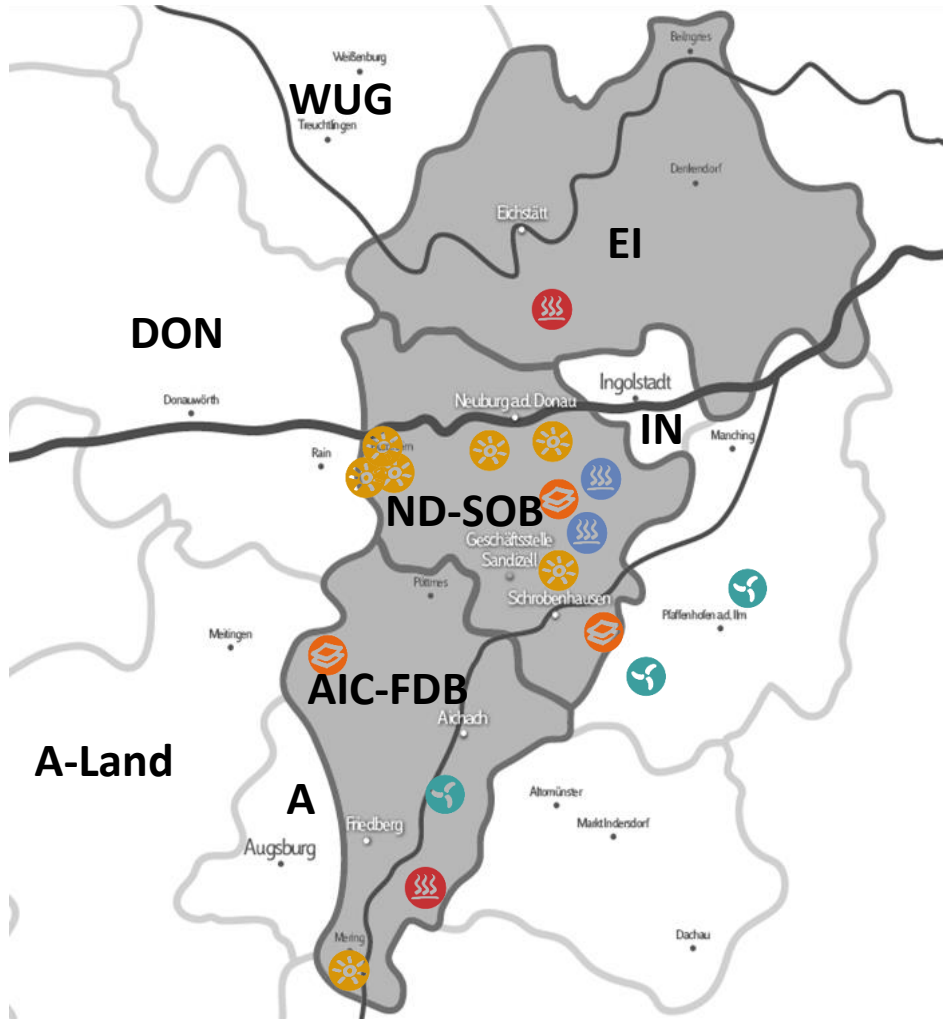 Beilngries
Weißenburg
WUG
Treuchtlingen
Denkendorf
Eichstätt
EI
DON
Ingolstadt
Donauwörth
Neuburg a.d. Donau
IN
Manching
Rain
ND-SOB
Geschäftsstelle
Sandizell
Pöttmes
Schrobenhausen
Pfaffenhofen a.d. Ilm
Meitingen
AIC-FDB
Aichach
A-Land
A
Altomünster
Friedberg
Markt Indersdorf
Augsburg
Mering
Dachau